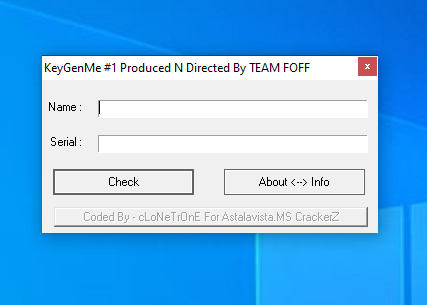 KeyGenMe #1 Produced N Directed By TEAM FOFF
Name :
Serial :
Check
About <--> Info
Coded By - cLoNeTrOnE For Astalavista.MS CrackerZ